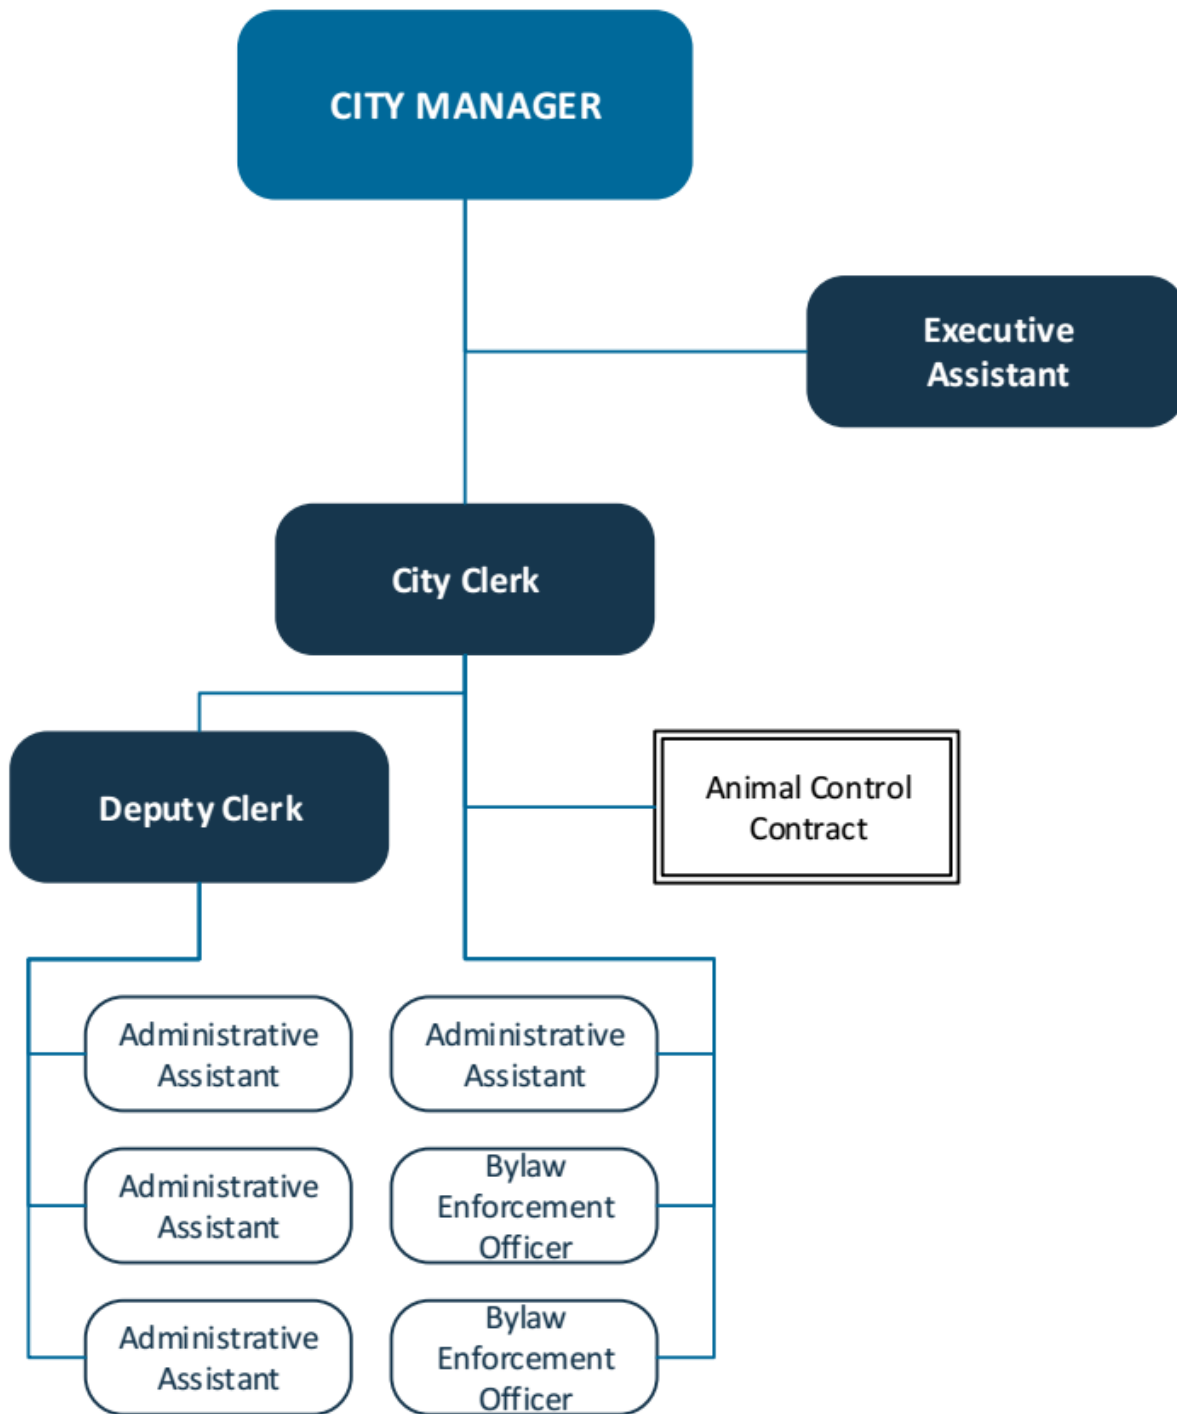 CITY MANAGER
Executive
Assistant
City Clerk
Deputy Clerk
Animal Control
Contract
Administrative
Assistant
Administrative
Assistant
Administrative
Assistant
Bylaw
Enforcement
Officer
Administrative
Assistant
Bylaw
Enforcement
Officer